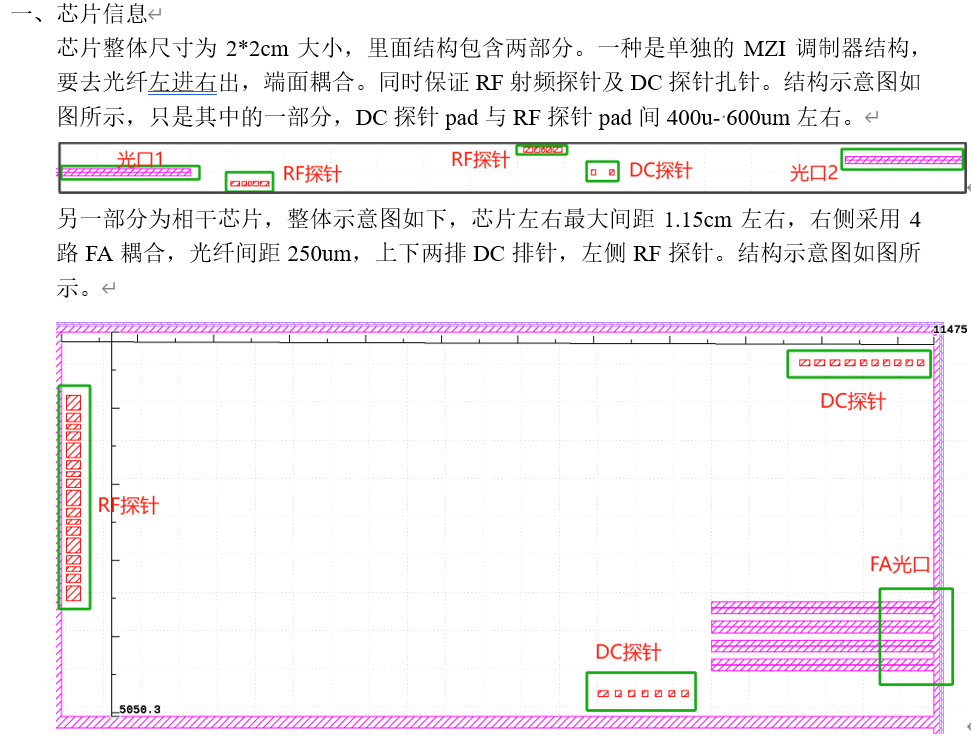 一、芯片信息
芯片整体尺寸为 2*2cm 大小，里面结构包含两部分。一种是单独的 MZI 调制器结构，
要去光纤左进右出，端面耦合。同时保证 RF 射频探针及 DC 探针扎针。结构示意图如
图所示，只是其中的一部分，DC 探针 pad 与 RF 探针 pad 间 400u- 600um 左右。
光口1
RF探针
RF探针
DC探针
光口2
另一部分为相干芯片，整体示意图如下，芯片左右最大间距 1.15cm 左右，右侧采用 4
路 FA 耦合，光纤间距 250um，上下两排 DC 排针，左侧 RF 探针。结构示意图如图所
示。
11475
DC探针
RF探针
FA光口
DC探针
5050.3